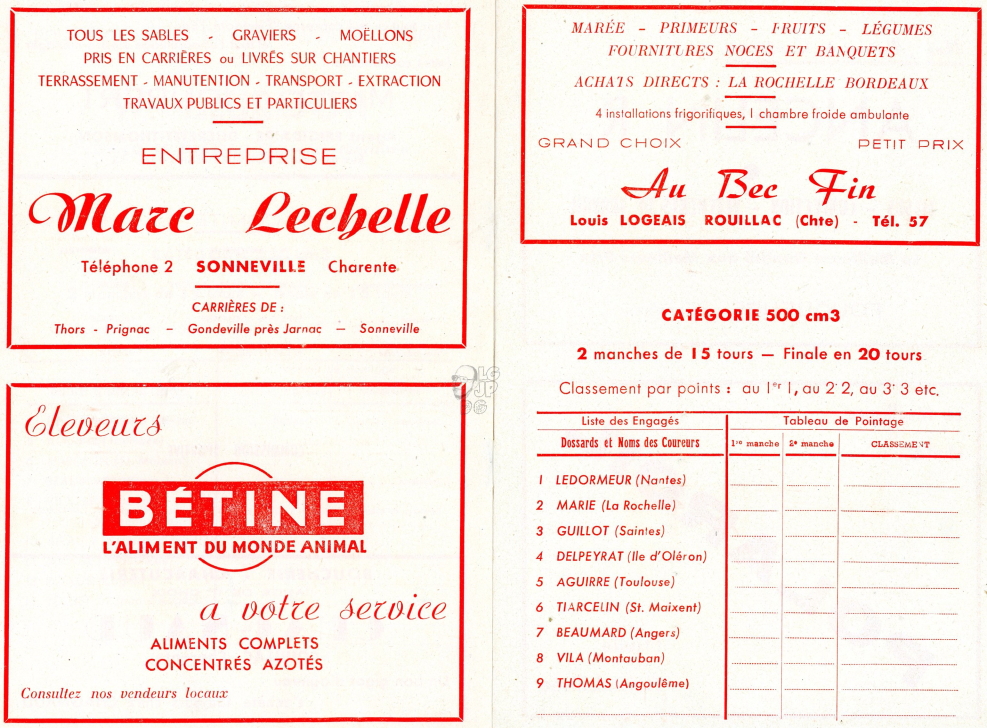 TOUS LES SABLES - GRAVIERS - MOËLLONS
PRIS EN CARRIÈRES ou LIVRÉS SUR CHANTIERS
TERRASSEMENT - MANUTENTION - TRANSPORT - EXTRACTION
TRAVAUX PUBLICS ET PARTICULIERS
ENTREPRISE
Marc Lechelle
Téléphone 2 SONNEVILLE Charente
CARRIÈRES DE :
Thors - Prignac - Gondeville près Jarnac — Sonneville
Eleveurs
BÉTINE
L'ALIMENT DU MONDE ANIMAL
a votre service
ALIMENTS COMPLETS
CONCENTRÉS AZOTÉS
Consultez nos vendeurs locaux
MARÉE - PRIMEURS - FRUITS - LÉGUMES
FOURNITURES NOCES ET BANQUETS
ACHATS DIRECTS : LA ROCHELLE BORDEAUX
4 installations frigorifiques, 1 chambre froide ambulante
GRAND CHOIX PETIT PRIX
Au Bec Fin
Louis LOGEAIS ROUILLAC (Chte) - Tél. 57
CATÉGORIE 500 cm3
2 manches de 15 tours — Finale en 20 tours
Classement par points : au 1er 1, au 2e 2, au 3e 3 etc.
Liste des Engagés Tableau de Pointage
Dossards et Noms des Coureurs 1re manche 2e manche CLASSEMENT
1 LEDORMEUR (Nantes)
2 MARIE (La Rochelle)
3 GUILLOT (Saintes)
4 DELPEYRAT (Ile d'Oléron)
5 AGUIRRE (Toulouse)
6 TIARCELIN (St. Maixent)
7 BEAUMARD (Angers)
8 VILA (Montauban)
9 THOMAS (Angoulême)